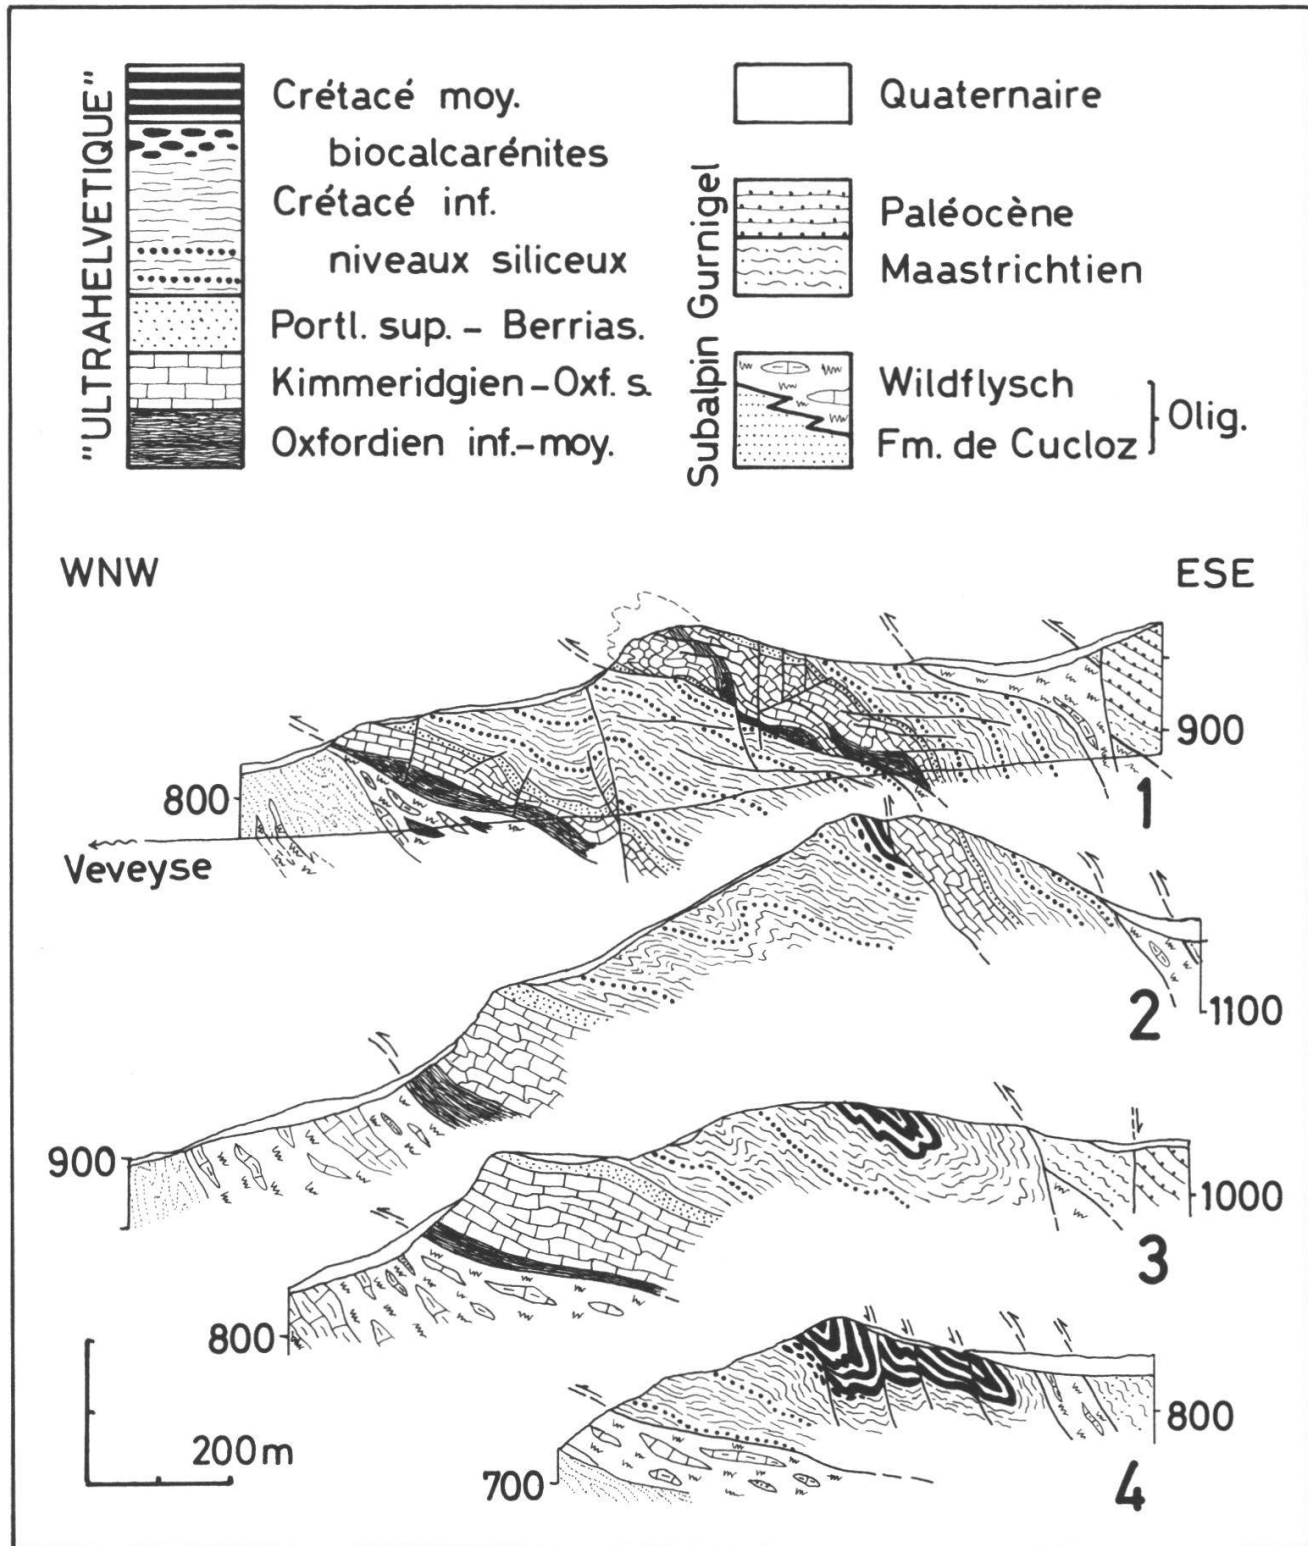 "ULTRAHELVETIQUE"
Crétacé moy.
biocalcarénites
Crétacé inf.
niveaux siliceux
Portl. sup. - Berrias.
Kimmeridgien-Oxf. s.
Oxfordien inf.-moy.
Quaternaire
Subalpin Gurnigel
Paléocène
Maastrichtien
Wildflysch
Fm. de Cucloz
Olig.
WNW
ESE
900
800
1
Veveyse
2
1100
900
1000
3
800
200 m
800
700
4